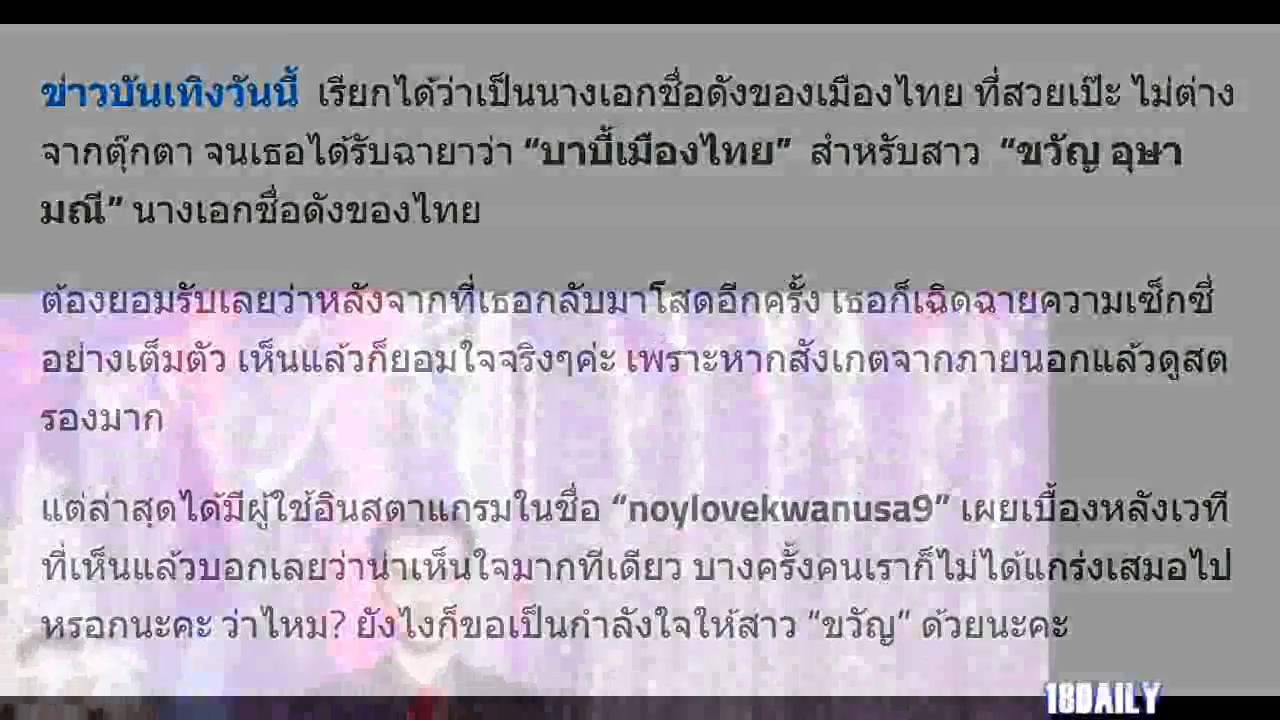 ข่าวบันเทิงวันนี้ เรียกได้ว่าเป็นนางเอกชื่อดังของเมืองไทย ที่สวยเป๊ะ ไม่ต่าง
จากตุ๊กตา จนเธอได้รับฉายาว่า “บาบี้เมืองไทย” สำหรับสาว “ขวัญ อุษา
มณี” นางเอกชื่อดังของไทย
ต้องยอมรับเลยว่าหลังจากที่เธอกลับมาโสดอีกครั้ง เธอก็เฉิดฉายความเซ็กซี่
อย่างเต็มตัว เห็นแล้วก็ยอมใจจริงๆค่ะ เพราะหากสังเกตจากภายนอกแล้วดูสต
รองมาก
แต่ล่าสุดได้มีผู้ใช้อินสตาแกรมในชื่อ “noylovekwanusa9” เผยเบื้องหลังเวที
ที่เห็นแล้วบอกเลยว่าน่าเห็นใจมากทีเดียว บางครั้งคนเราก็ไม่ได้แกร่งเสมอไป
หรอกนะคะ ว่าไหม? ยังไงก็ขอเป็นกำลังใจให้สาว “ขวัญ” ด้วยนะคะ
18DAILY